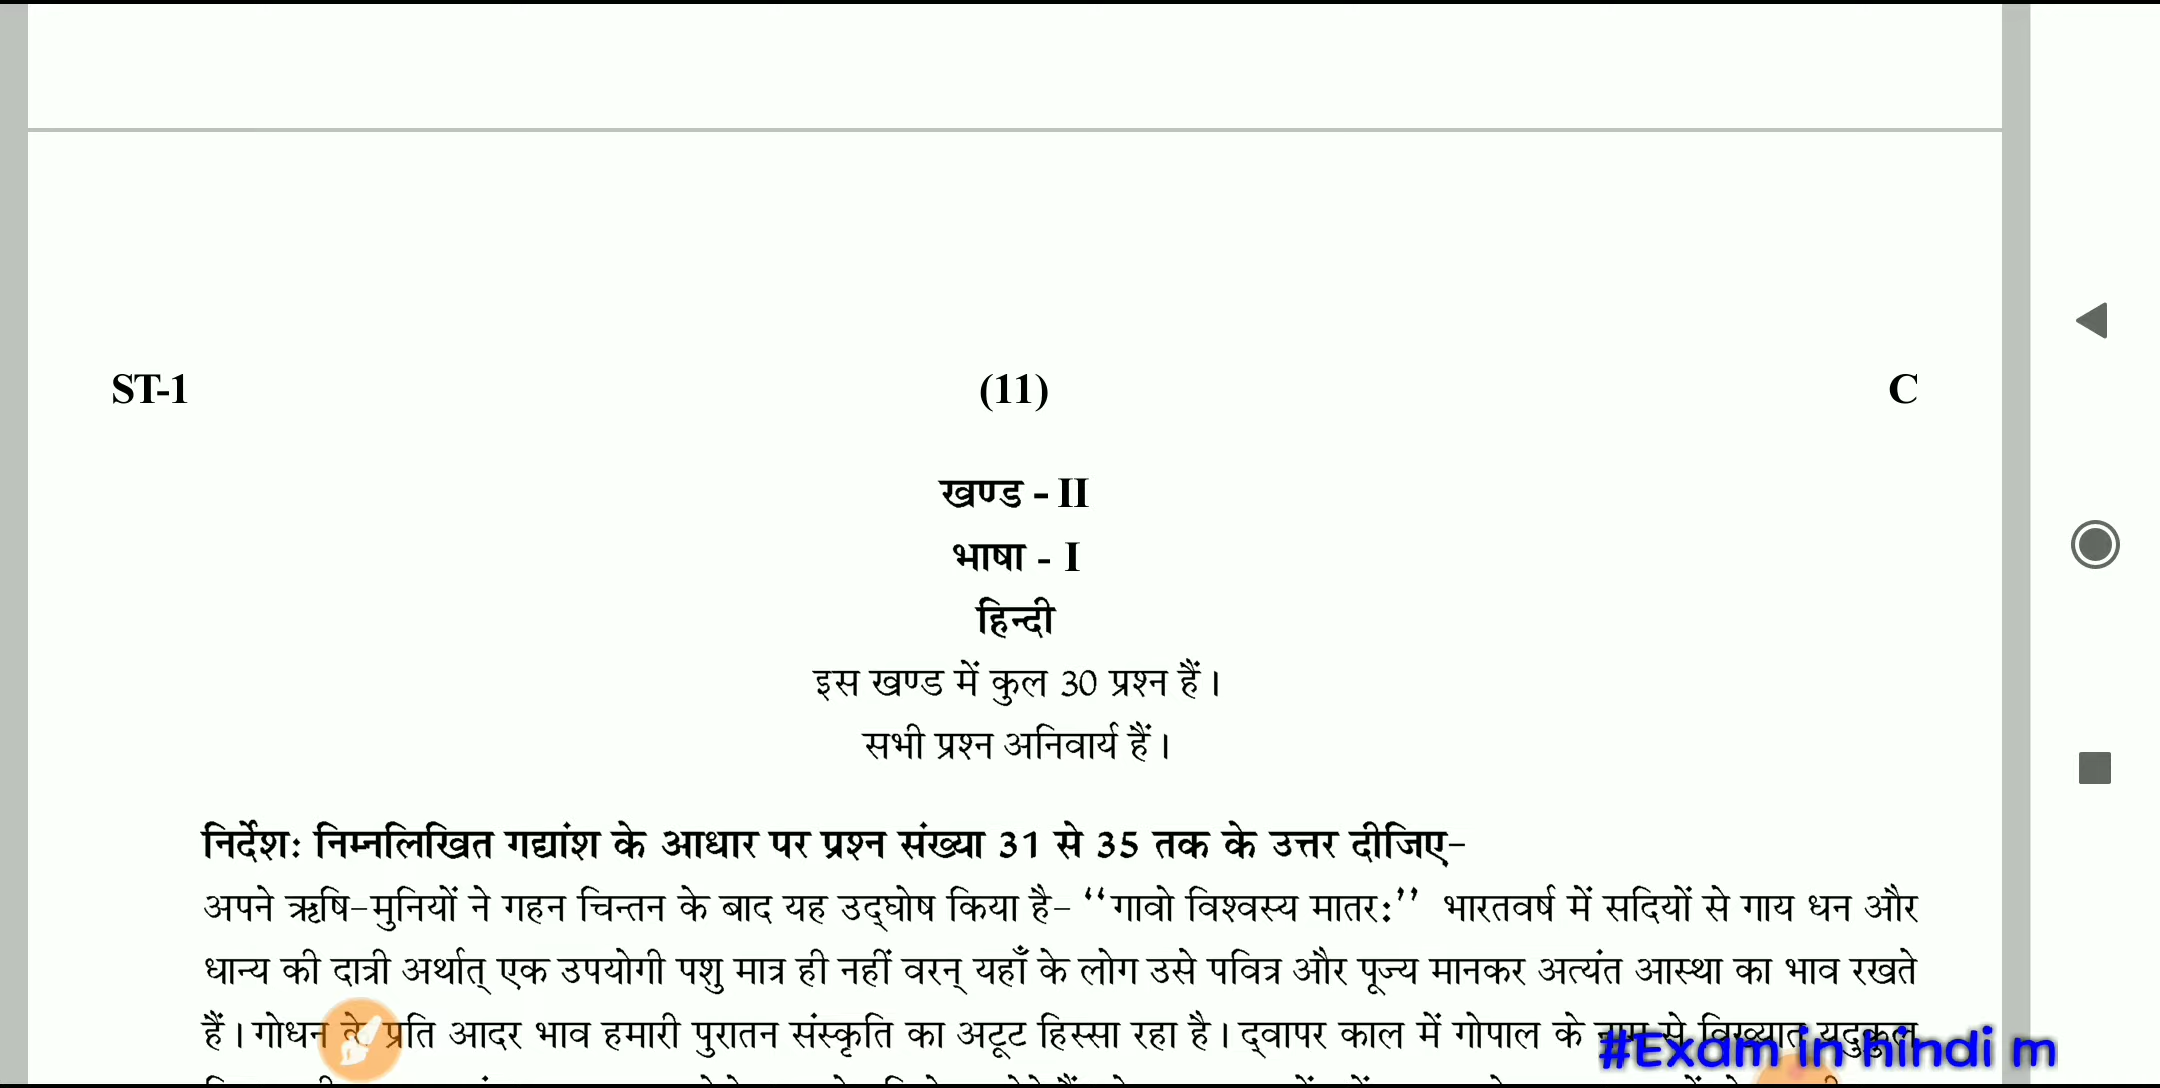 ST-1 (11) C
खण्ड - II
भाषा - I
हिन्दी
इस खण्ड में कुल 30 प्रश्न हैं।
सभी प्रश्न अनिवार्य हैं।
निर्देश: निम्नलिखित गद्यांश के आधार पर प्रश्न संख्या 31 से 35 तक के उत्तर दीजिए-
अपने ऋषि-मुनियों ने गहन चिन्तन के बाद यह उद्घोष किया है- “गावो विश्वस्य मातर:” भारतवर्ष में सदियों से गाय धन और
धान्य की दात्री अर्थात् एक उपयोगी पशु मात्र ही नहीं वरन् यहाँ के लोग उसे पवित्र और पूज्य मानकर अत्यंत आस्था का भाव रखते
हैं। गोधन के प्रति आदर भाव हमारी पुरातन संस्कृति का अटूट हिस्सा रहा है। द्वापर काल में गोपाल के नाम से विख्यात यदुकुल
#Exam in hindi m